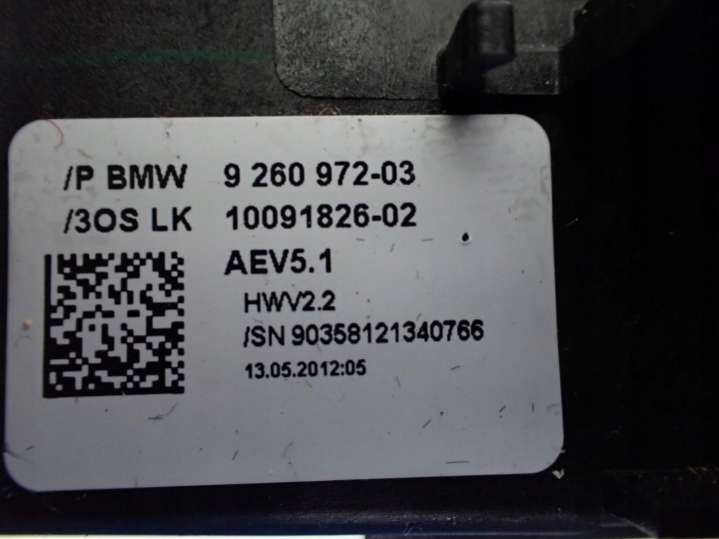 /P BMW 9 260 972-03
/3OS LK 10091826-02
AEV5.1
HWV2.2
/SN 90358121340766
13.05.2012:05